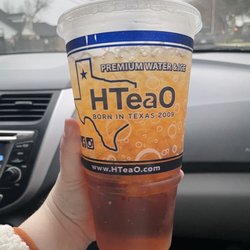 PREMIUM WATER & ICE
HTeaO
BORN IN TEXAS 2009
www.HTeaO.com